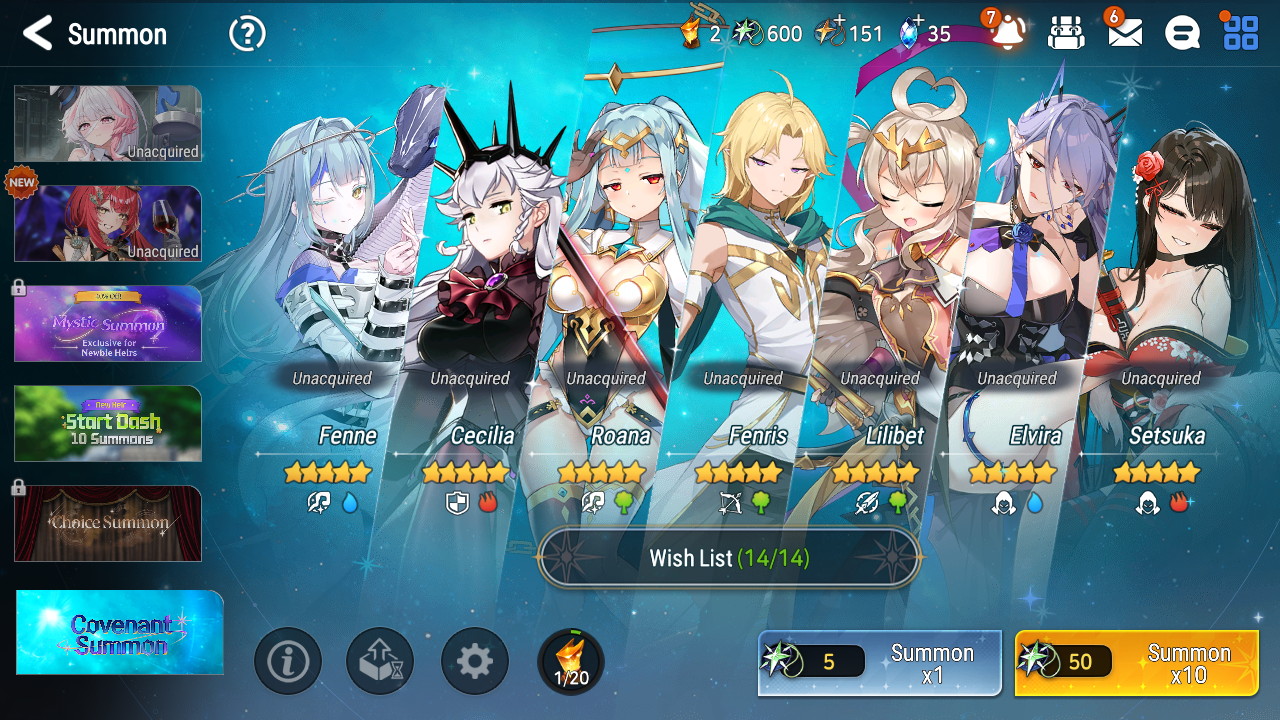 Summon
?
2
600
151
35
7
6
Unacquired
NEW
Unacquired
Mystic Summon
Exclusive for
Newbie Heirs
New Heir
Start Dash
10 Summons
Choice Summon
Covenant
Summon
Unacquired
Unacquired
Unacquired
Unacquired
Unacquired
Unacquired
Unacquired
Fenne
Cecilia
Roana
Fenris
Lilibet
Elvira
Setsuka
Wish List (14/14)
1/20
5
Summon
x1
50
Summon
x10